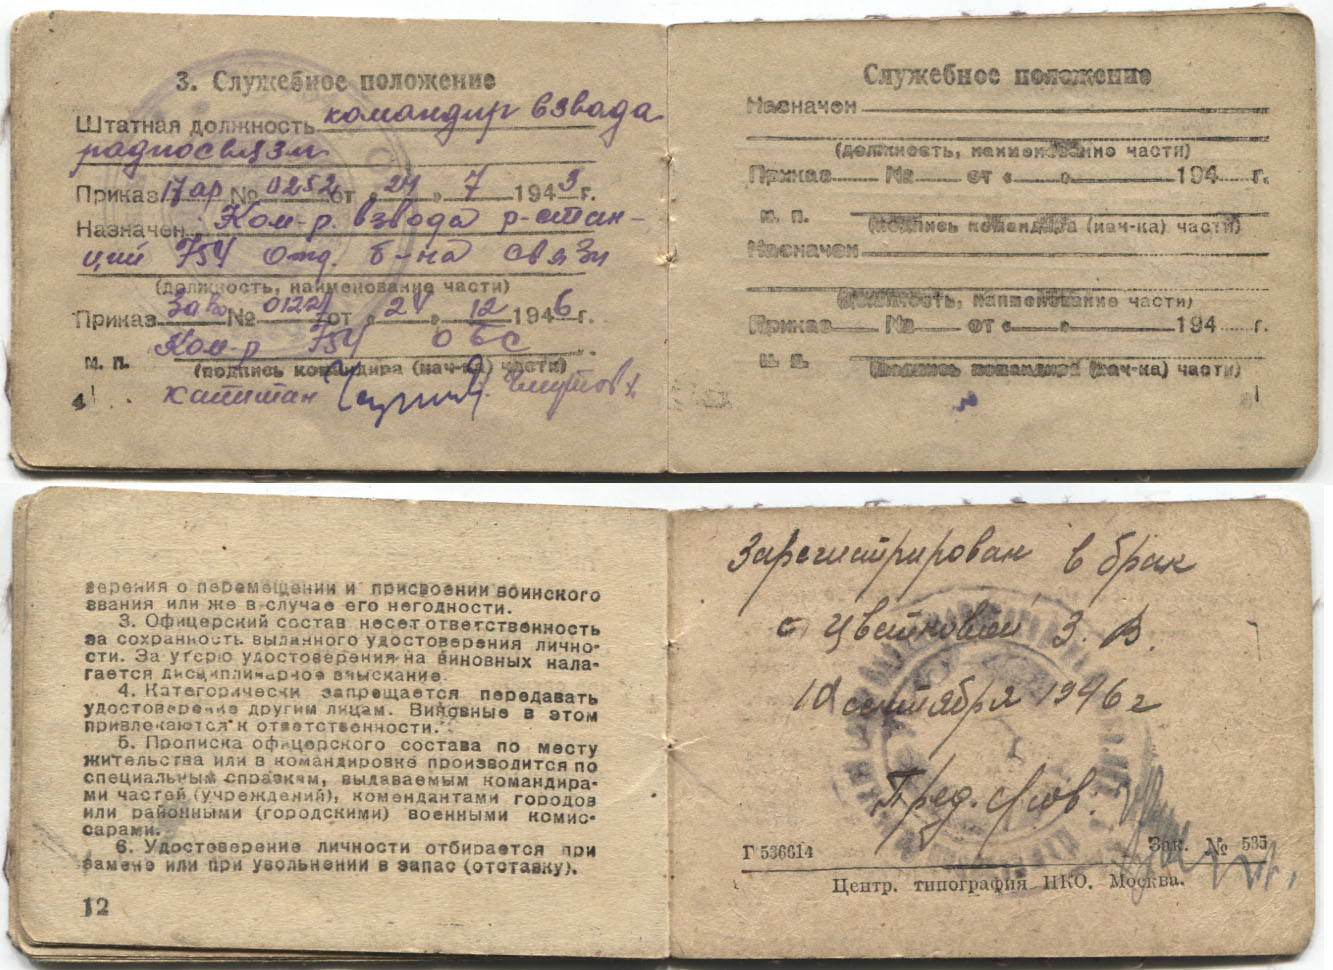 3. Служебное положение
Штатная должность командир взвода
радиосвязи
Приказ 17 ар № 0252 от „24 „ 7 1943 г.
Назначен Ком-р. взвода р-стан-
ций 754 отд. б-на связи
(должность, наименование части)
Приказ № 01224 от „24 „ 12 1946 г.
Ком-р 754 ОБС
м. п. (подпись командира (нач-ка) части)
капитан
4
Служебное положение
Назначен
(должность, наименование части)
Приказ № от « „ 194 г.
м. п.
(подпись командира (нач-ка) части)
Назначен
(должность, наименование части)
Приказ № от « „ 194 г.
м. п.
(подпись командира (нач-ка) части)
верения о перемещении и присвоении воинского
звания или же в случае его негодности.
3. Офицерский состав несет ответственность
за сохранность выданного удостоверения лично-
сти. За утерю удостоверения на виновных нала-
гается дисциплинарное взыскание.
4. Категорически запрещается передавать
удостоверение другим лицам. Виновные в этом
привлекаются к ответственности.
5. Прописка офицерского состава по месту
жительства или в командировке производится по
специальным справкам, выдаваемым командира-
ми частей (учреждений), комендантами городов
или районными (городскими) военными комис-
сарами.
6. Удостоверение личности отбирается при
замене или при увольнении в запас (отставку).
12
Зарегистрирован в брак
с Цветковой З. В.
10 сентября 1946 г
Пред.
Г 536614 Зак. № 535
Центр. типография НКО. Москва.